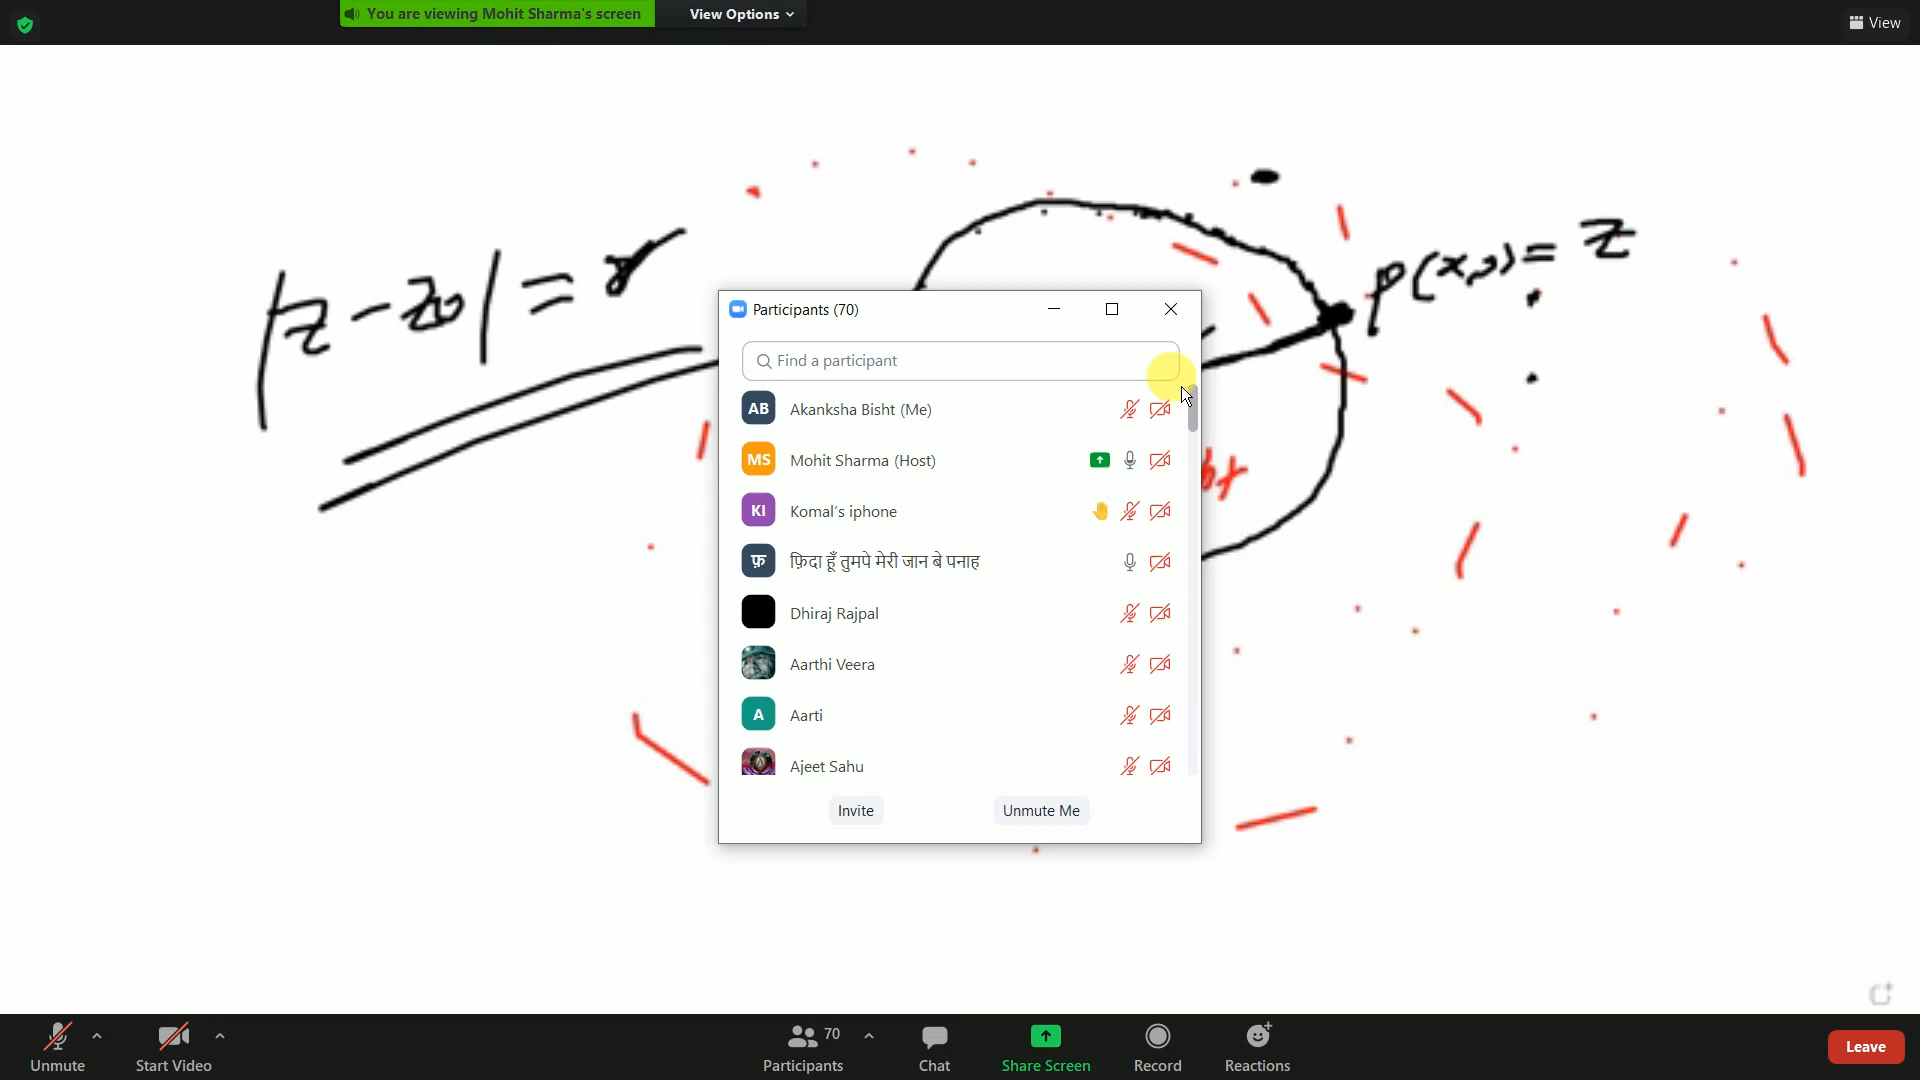 You are viewing Mohit Sharma's screen
View Options
View
|z-z0| = r
p(x,y) = z
Participants (70)
Find a participant
AB Akanksha Bisht (Me)
MS Mohit Sharma (Host)
KI Komal's iphone
फ़ फ़िदा हूँ तुमपे मेरी जान बे पनाह
Dhiraj Rajpal
Aarthi Veera
A Aarti
Ajeet Sahu
Invite
Unmute Me
Unmute
Start Video
70
Participants
Chat
Share Screen
Record
Reactions
Leave